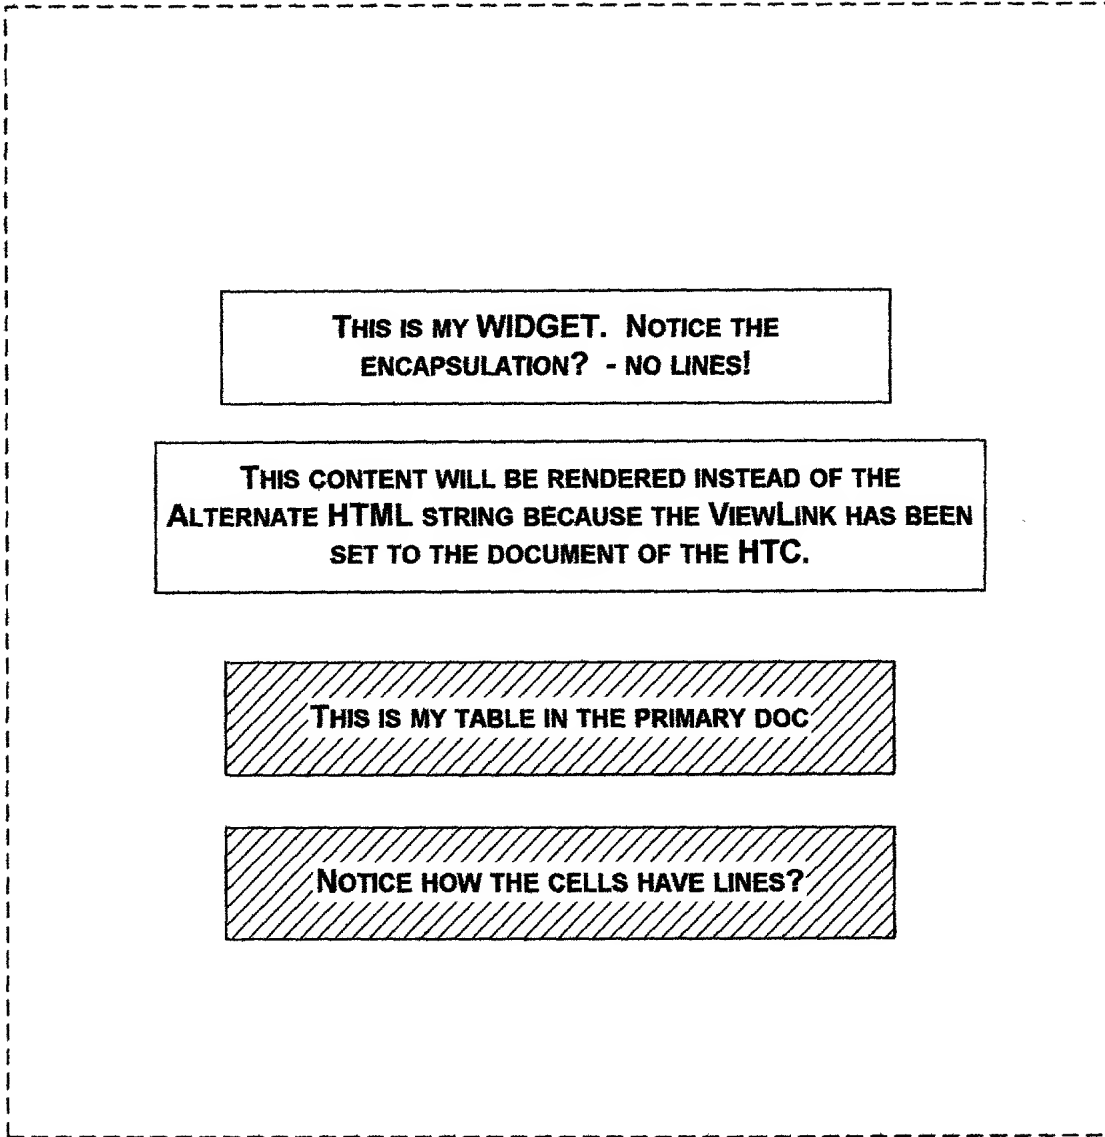 THIS IS MY WIDGET. NOTICE THE
ENCAPSULATION? - NO LINES!
THIS CONTENT WILL BE RENDERED INSTEAD OF THE
ALTERNATE HTML STRING BECAUSE THE VIEWLINK HAS BEEN
SET TO THE DOCUMENT OF THE HTC.
THIS IS MY TABLE IN THE PRIMARY DOC
NOTICE HOW THE CELLS HAVE LINES?